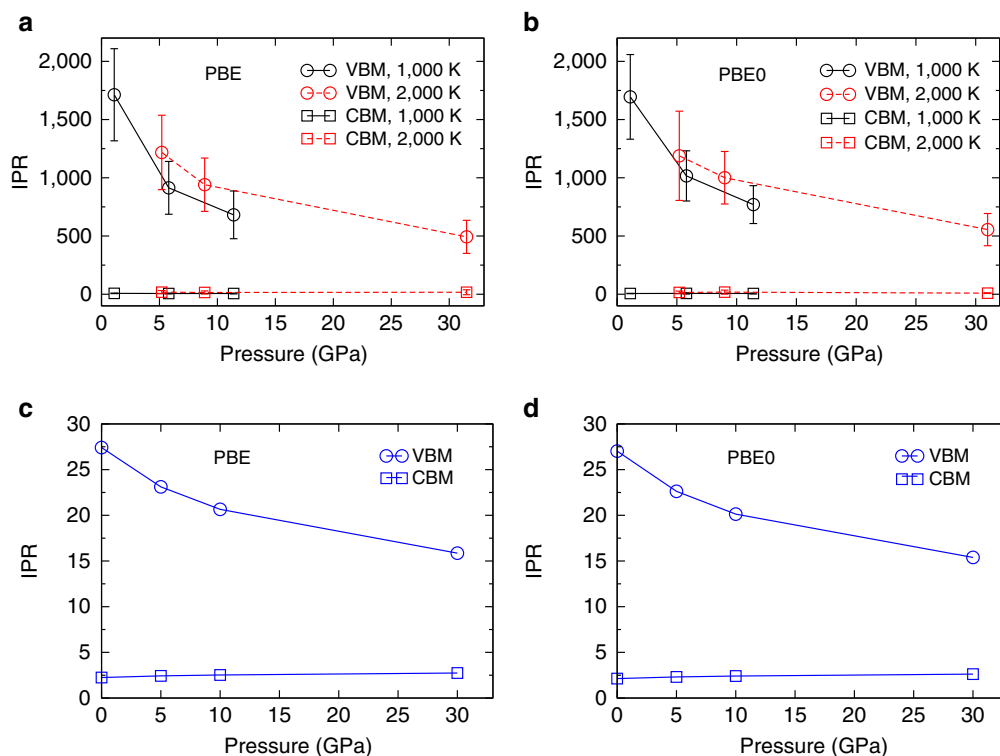 a
PBE
VBM, 1,000 K
VBM, 2,000 K
CBM, 1,000 K
CBM, 2,000 K
2,000
1,500
1,000
500
0
IPR
0 5 10 15 20 25 30
Pressure (GPa)
b
PBE0
VBM, 1,000 K
VBM, 2,000 K
CBM, 1,000 K
CBM, 2,000 K
2,000
1,500
1,000
500
0
IPR
0 5 10 15 20 25 30
Pressure (GPa)
c
PBE
VBM
CBM
30
25
20
15
10
5
0
IPR
0 5 10 15 20 25 30
Pressure (GPa)
d
PBE0
VBM
CBM
30
25
20
15
10
5
0
IPR
0 5 10 15 20 25 30
Pressure (GPa)